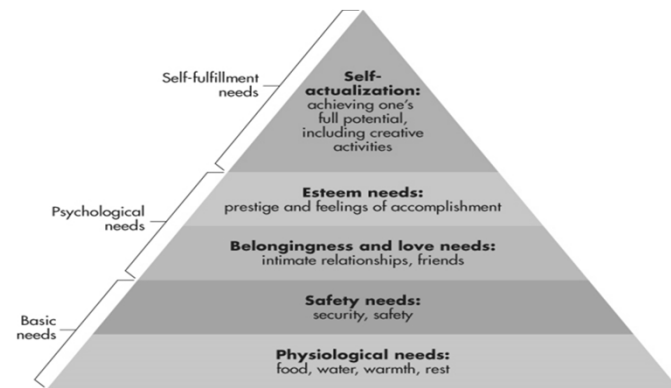 Self-fulfillment
needs
Self-
actualization:
achieving one's
full potential,
including creative
activities
Psychological
needs
Esteem needs:
prestige and feelings of accomplishment
Belongingness and love needs:
intimate relationships, friends
Basic
needs
Safety needs:
security, safety
Physiological needs:
food, water, warmth, rest